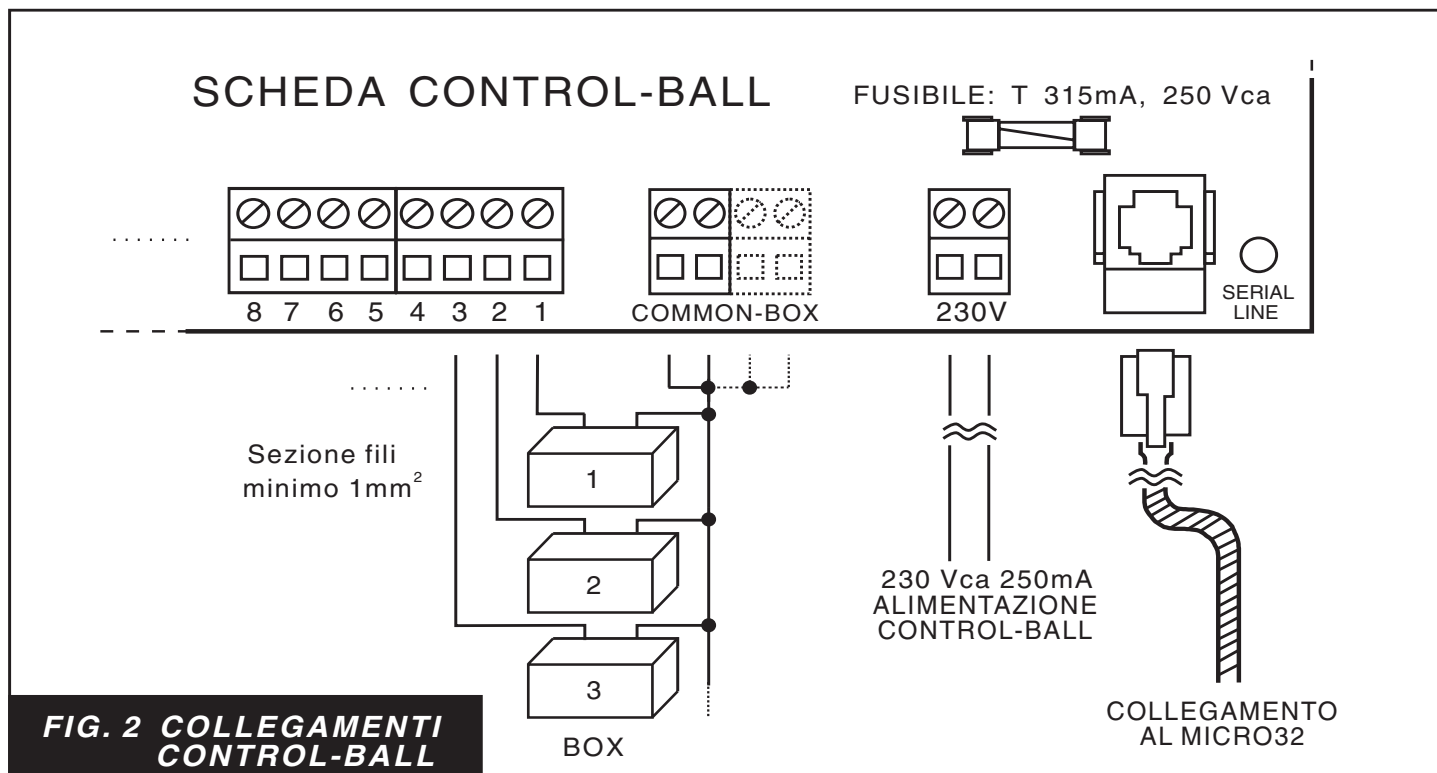 SCHEDA CONTROL-BALL
FUSIBILE: T 315mA, 250 Vca
8 7 6 5 4 3 2 1
COMMON-BOX
230V
SERIAL
LINE
Sezione fili
minimo 1mm²
1
2
3
BOX
230 Vca 250mA
ALIMENTAZIONE
CONTROL-BALL
COLLEGAMENTO
AL MICRO32
FIG. 2 COLLEGAMENTI
CONTROL-BALL